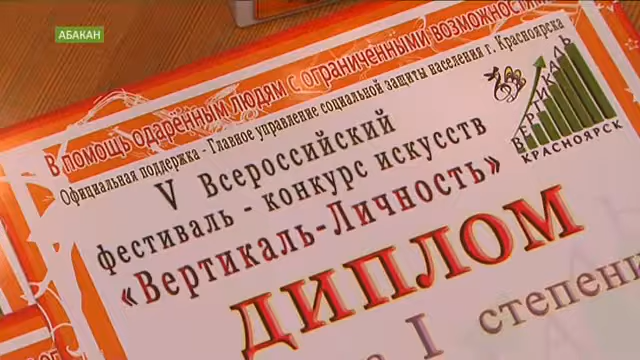 АБАКАН
В помощь одарённым людям с ограниченными возможностями
Официальная поддержка - Главное управление социальной защиты населения г. Красноярска
V Всероссийский
фестиваль - конкурс искусств
«Вертикаль-Личность»
ВЕРТИКАЛЬ
КРАСНОЯРСК
ДИПЛОМ
I степени